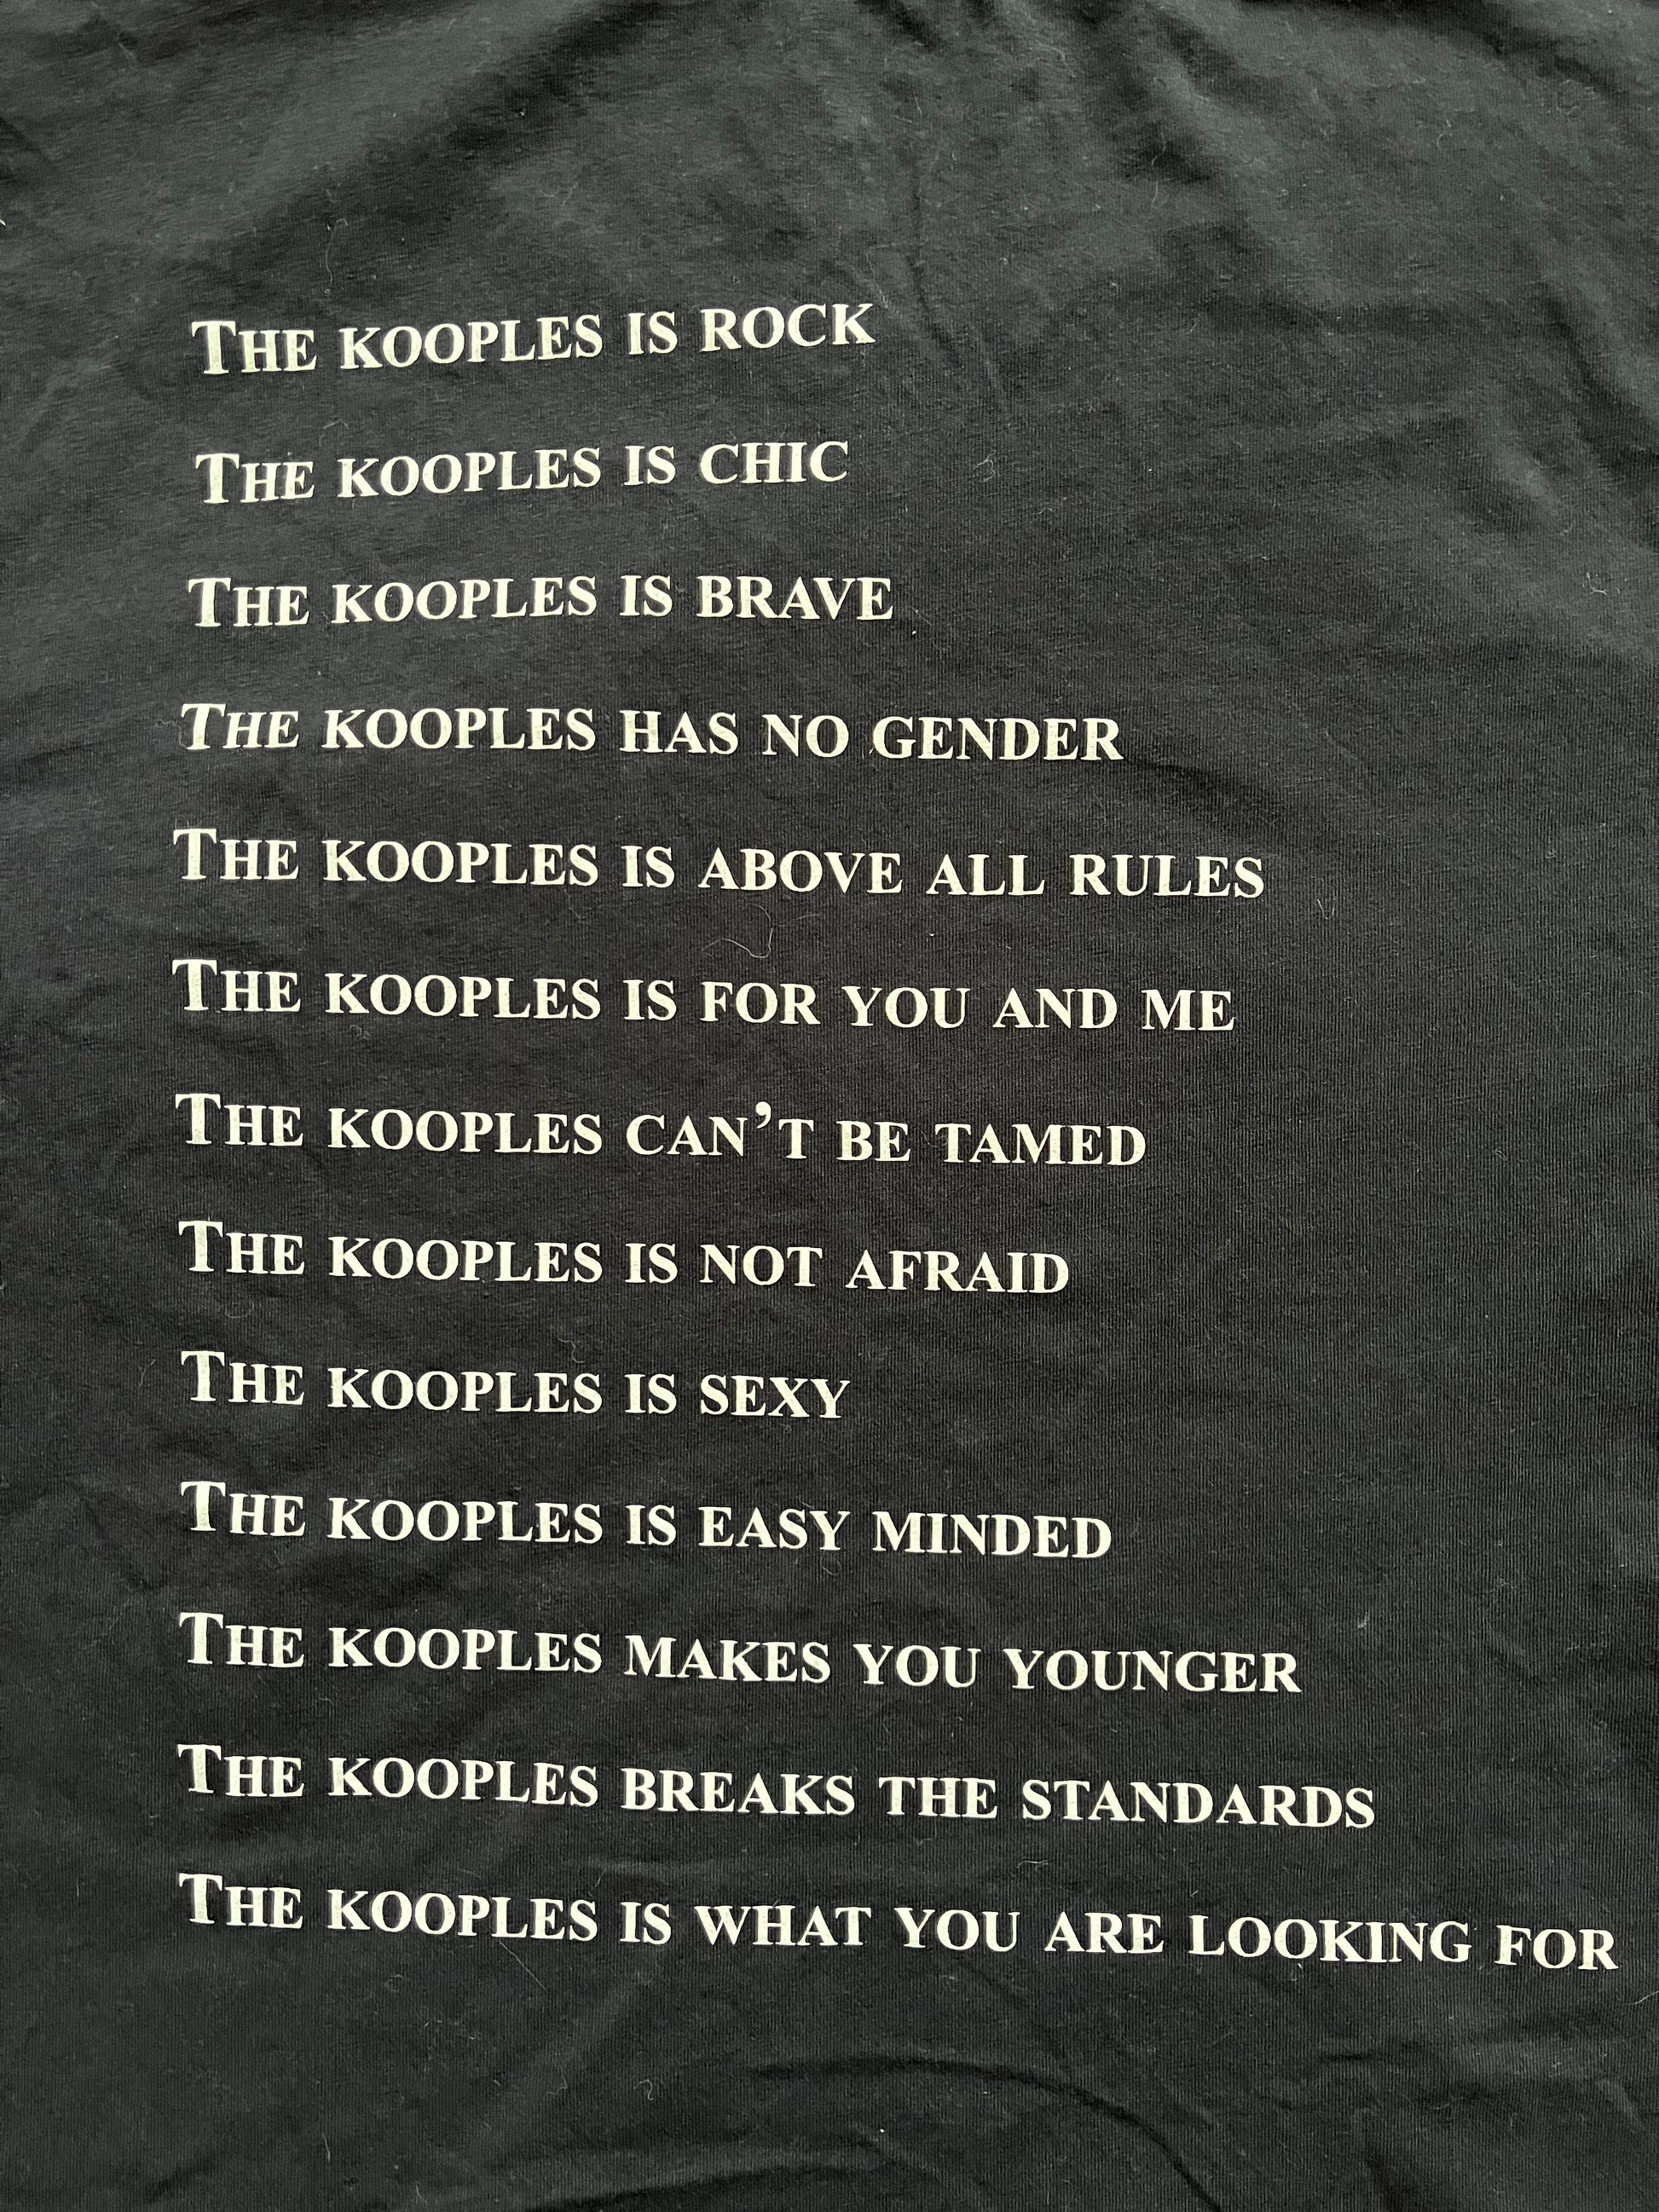 The kooples is rock
The kooples is chic
The kooples is brave
The kooples has no gender
The kooples is above all rules
The kooples is for you and me
The kooples can’t be tamed
The kooples is not afraid
The kooples is sexy
The kooples is easy minded
The kooples makes you younger
The kooples breaks the standards
The kooples is what you are looking for